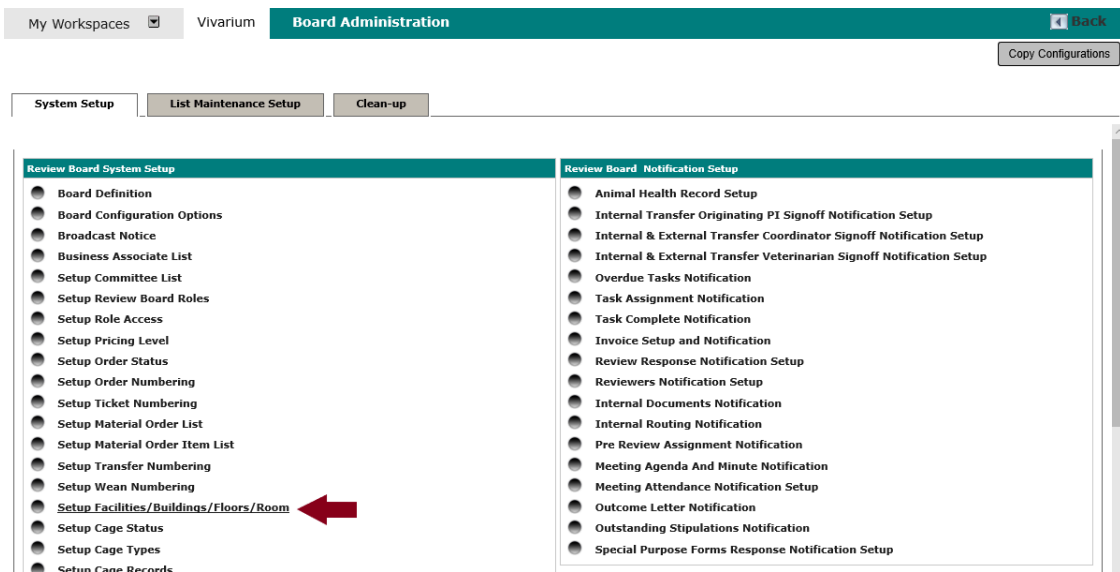 My Workspaces Vivarium Board Administration Back
Copy Configurations
System Setup List Maintenance Setup Clean-up
Review Board System Setup
Board Definition
Board Configuration Options
Broadcast Notice
Business Associate List
Setup Committee List
Setup Review Board Roles
Setup Role Access
Setup Pricing Level
Setup Order Status
Setup Order Numbering
Setup Ticket Numbering
Setup Material Order List
Setup Material Order Item List
Setup Transfer Numbering
Setup Wean Numbering
Setup Facilities/Buildings/Floors/Room
Setup Cage Status
Setup Cage Types
Setup Cage Records
Review Board Notification Setup
Animal Health Record Setup
Internal Transfer Originating PI Signoff Notification Setup
Internal & External Transfer Coordinator Signoff Notification Setup
Internal & External Transfer Veterinarian Signoff Notification Setup
Overdue Tasks Notification
Task Assignment Notification
Task Complete Notification
Invoice Setup and Notification
Review Response Notification Setup
Reviewers Notification Setup
Internal Documents Notification
Internal Routing Notification
Pre Review Assignment Notification
Meeting Agenda And Minute Notification
Meeting Attendance Notification Setup
Outcome Letter Notification
Outstanding Stipulations Notification
Special Purpose Forms Response Notification Setup